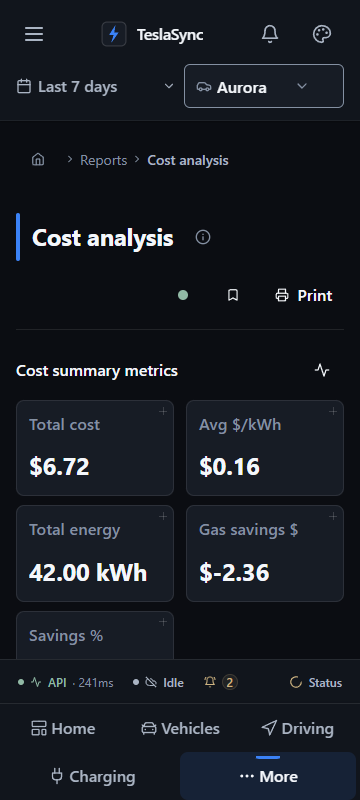 TeslaSync
Last 7 days
Aurora
Reports
Cost analysis
Cost analysis
Print
Cost summary metrics
Total cost
Avg $/kWh
$6.72
$0.16
Total energy
Gas savings $
42.00 kWh
$-2.36
Savings %
API · 241ms
Idle
2
Status
Home
Vehicles
Driving
Charging
More